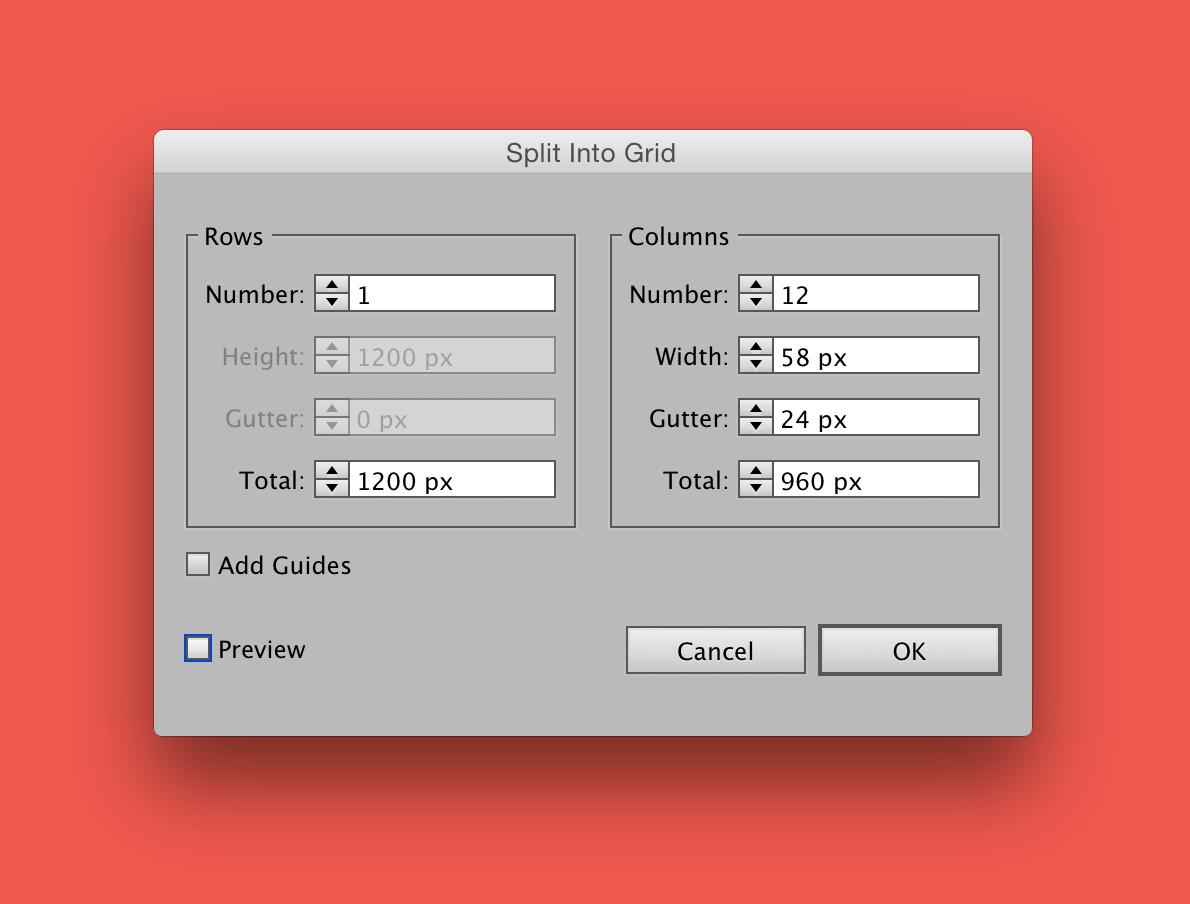 Split Into Grid
Rows
Number: 1
Height: 1200 px
Gutter: 0 px
Total: 1200 px
Columns
Number: 12
Width: 58 px
Gutter: 24 px
Total: 960 px
Add Guides
Preview
Cancel
OK